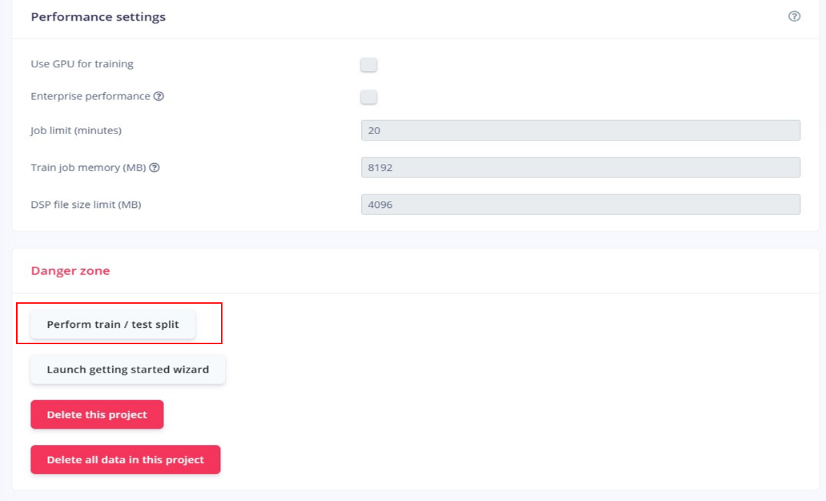 Performance settings
Use GPU for training
Enterprise performance
Job limit (minutes)
20
Train job memory (MB)
8192
DSP file size limit (MB)
4096
Danger zone
Perform train / test split
Launch getting started wizard
Delete this project
Delete all data in this project